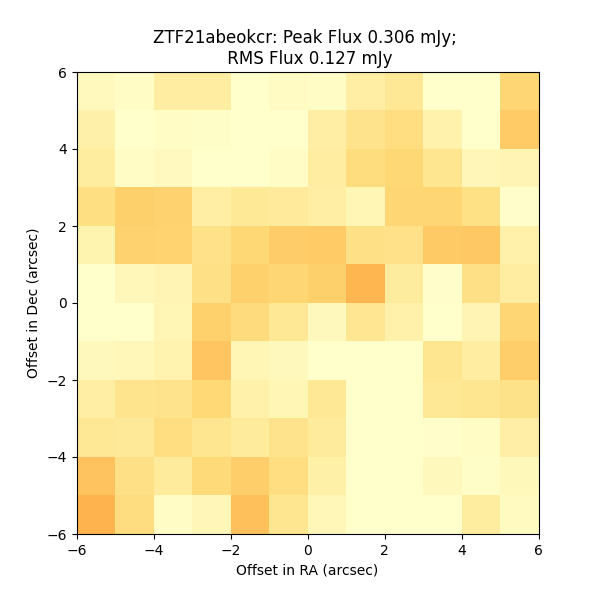 ZTF21abeokcr: Peak Flux 0.306 mJy;
RMS Flux 0.127 mJy
6
4
2
0
−2
−4
−6
Offset in Dec (arcsec)
−6 −4 −2 0 2 4 6
Offset in RA (arcsec)